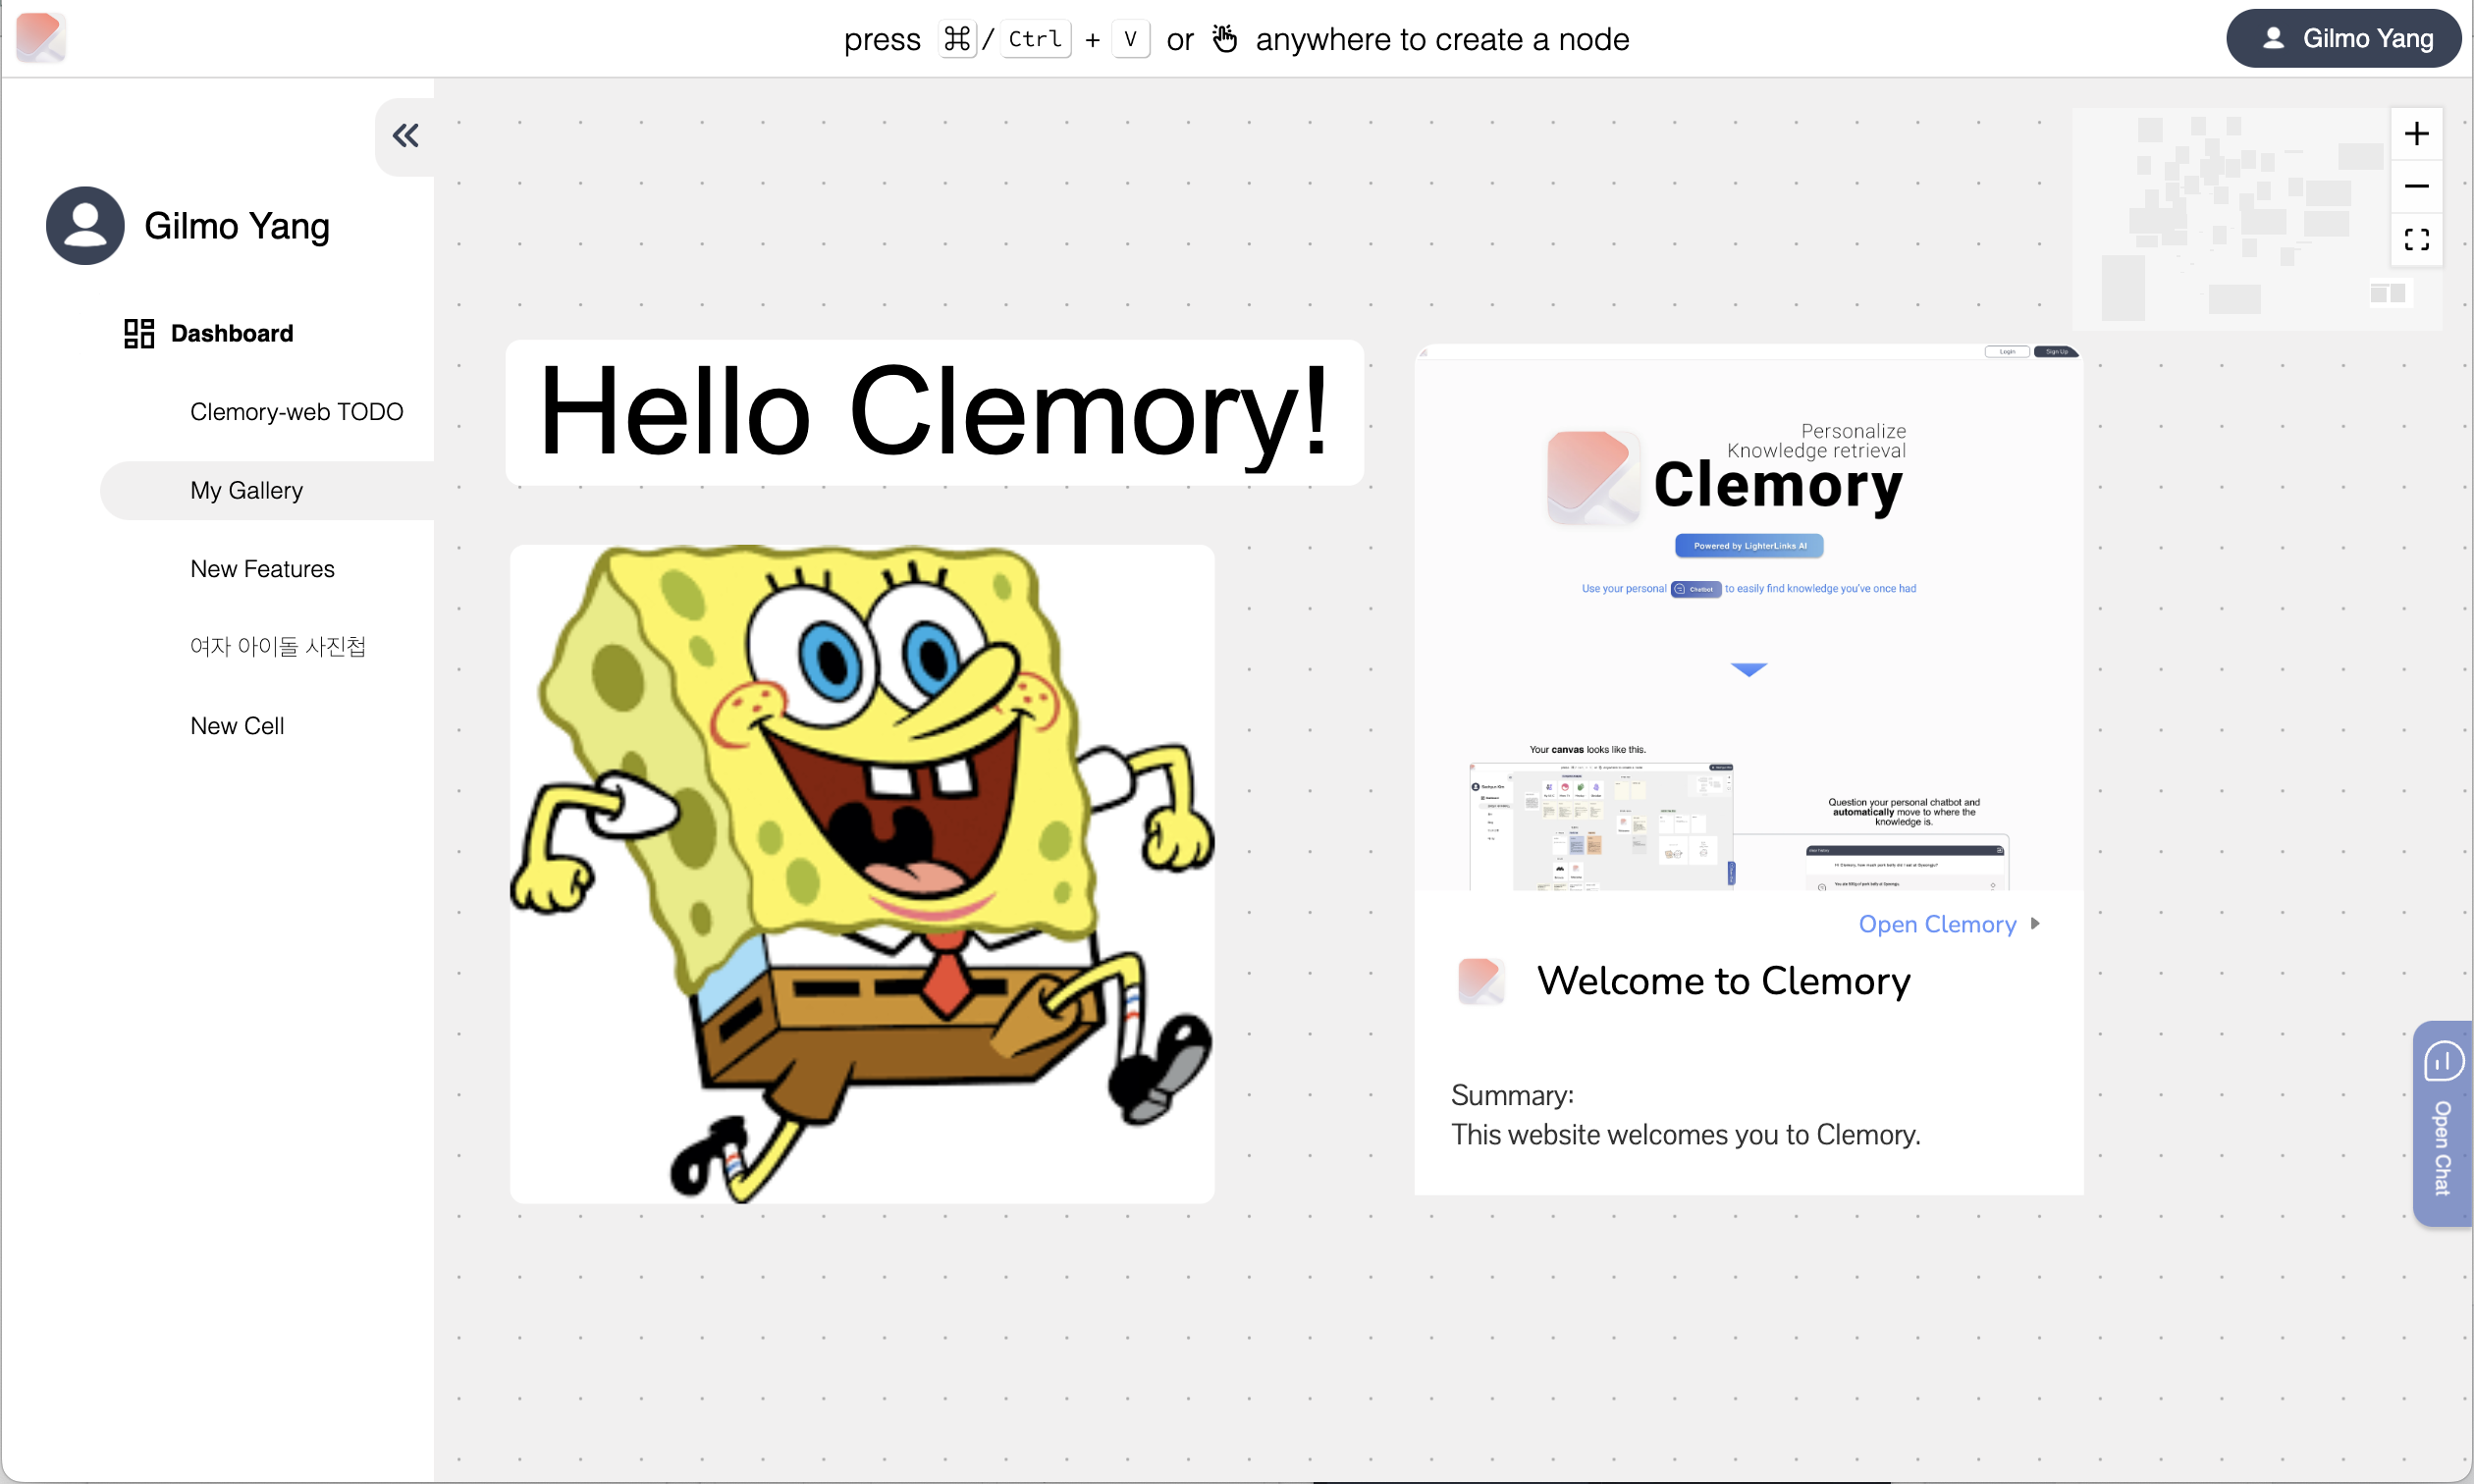 press ⌘ / Ctrl + V or anywhere to create a node
Gilmo Yang
Gilmo Yang
Dashboard
Clemory-web TODO
My Gallery
New Features
여자 아이돌 사진첩
New Cell
Hello Clemory!
Login
Sign Up
Personalize
Knowledge retrieval
Clemory
Powered by LighterLinks AI
Use your personal Chatbot to easily find knowledge you've once had
Your canvas looks like this.
Question your personal chatbot and
automatically move to where the
knowledge is.
Open Clemory
Welcome to Clemory
Summary:
This website welcomes you to Clemory.
Open Chat